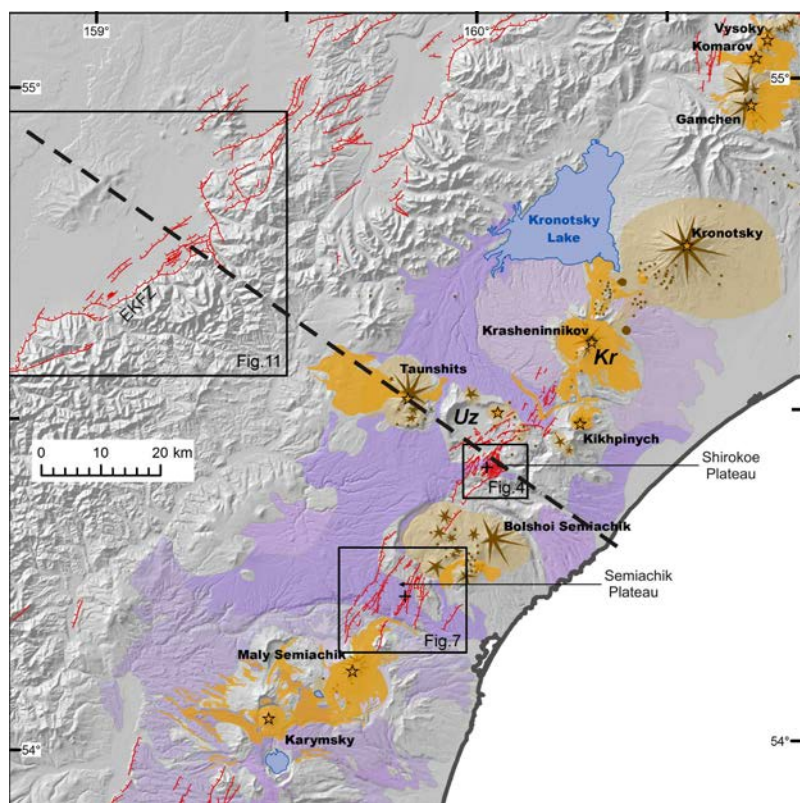 159°
160°
Vysoky
Komarov
55°
55°
Gamchen
Kronotsky
Lake
Kronotsky
EKFZ
Krasheninnikov
Kr
Fig.11
Taunshits
Uz
Kikhpinych
0 10 20 km
Shirokoe
Plateau
Fig.4
Bolshoi Semiachik
Semiachik
Plateau
Fig.7
Maly Semiachik
Karymsky
54°
54°